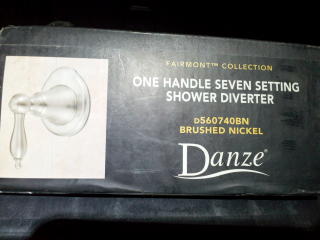 FAIRMONT™ COLLECTION
ONE HANDLE SEVEN SETTING
SHOWER DIVERTER
D560740BN
BRUSHED NICKEL
Danze®